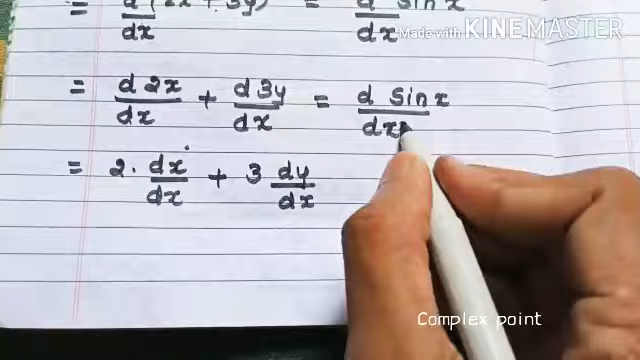 = d (2x + 3y) = d sin x
dx dx
Made with KINEMASTER
= d 2x + d 3y = d sin x
dx dx dx
= 2. dx + 3 dy
dx dx
Complex point